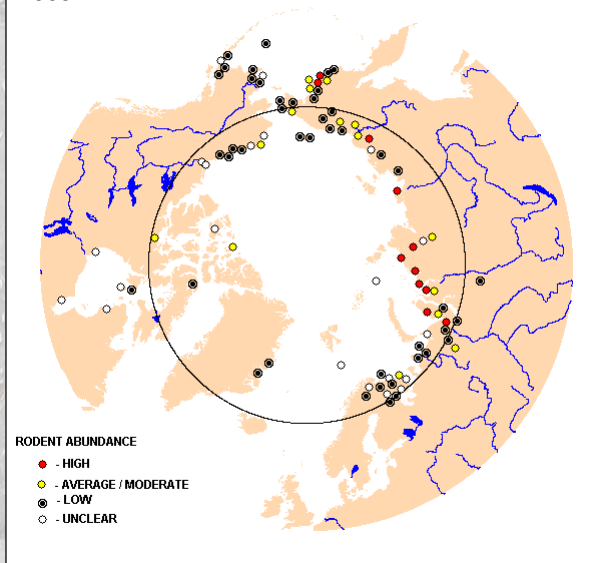 RODENT ABUNDANCE
- HIGH
- AVERAGE / MODERATE
- LOW
- UNCLEAR